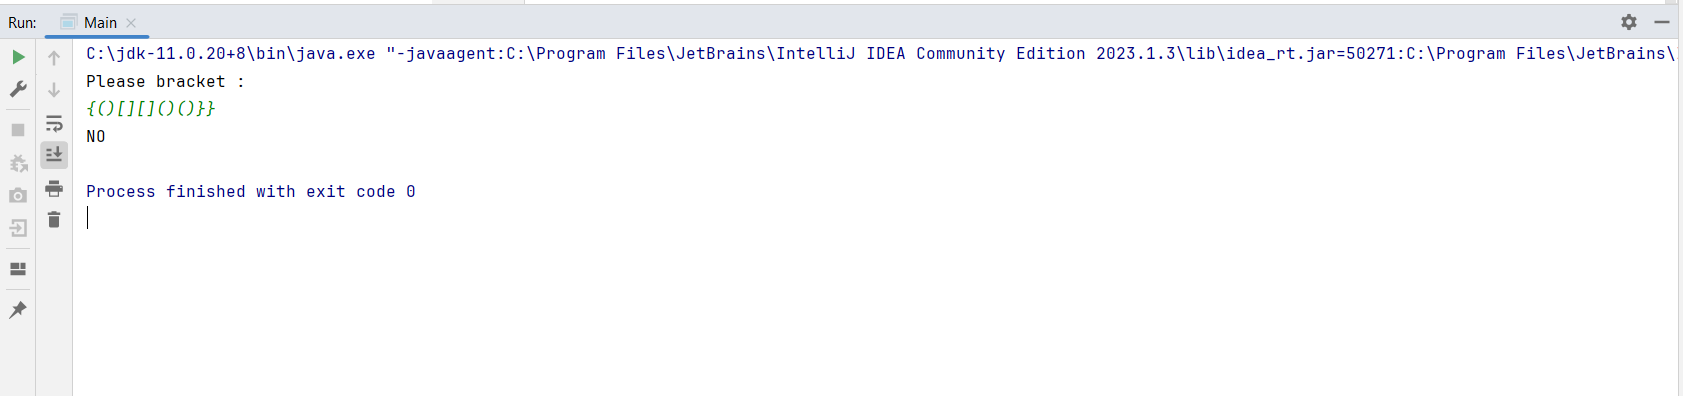 Run: Main
C:\jdk-11.0.20+8\bin\java.exe "-javaagent:C:\Program Files\JetBrains\IntelliJ IDEA Community Edition 2023.1.3\lib\idea_rt.jar=50271:C:\Program Files\JetBrains\
Please bracket :
{()[][]()()}}
NO
Process finished with exit code 0